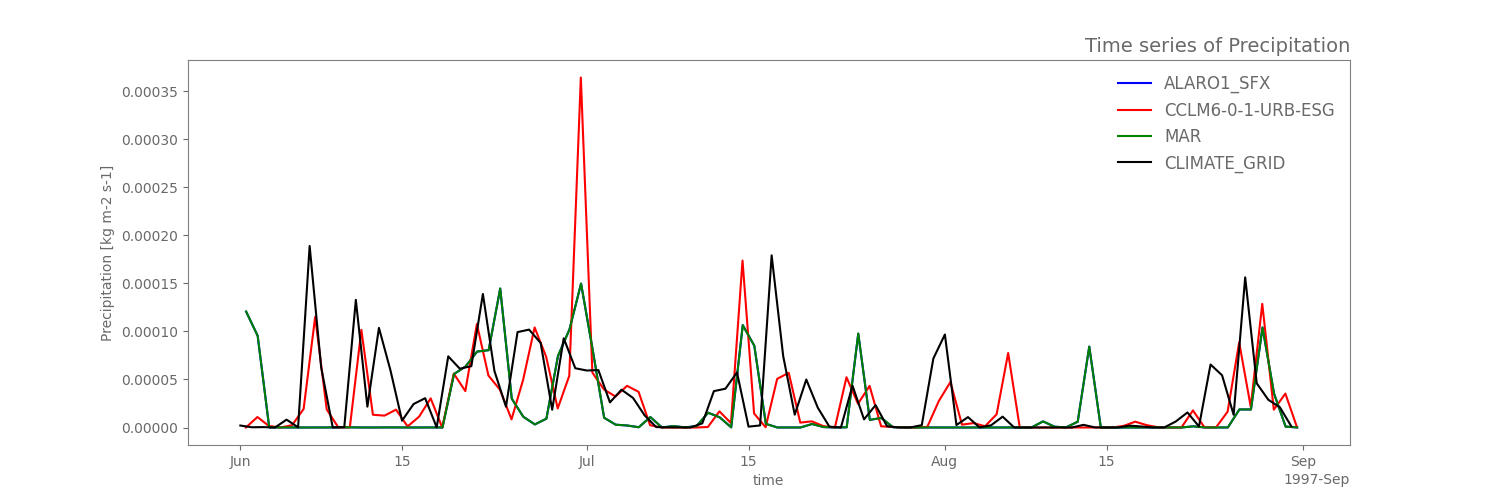 Time series of Precipitation
ALARO1_SFX
CCLM6-0-1-URB-ESG
MAR
CLIMATE_GRID
Precipitation [kg m-2 s-1]
0.00035
0.00030
0.00025
0.00020
0.00015
0.00010
0.00005
0.00000
Jun 15 Jul 15 Aug 15 Sep
time
1997-Sep